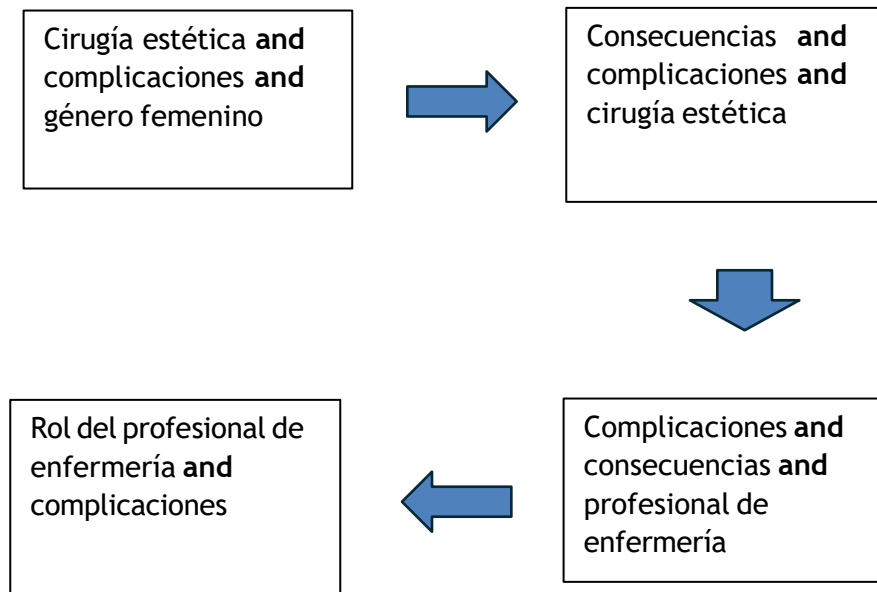 Cirugía estética and
complicaciones and
género femenino
Consecuencias and
complicaciones and
cirugía estética
Complicaciones and
consecuencias and
profesional de
enfermería
Rol del profesional de
enfermería and
complicaciones